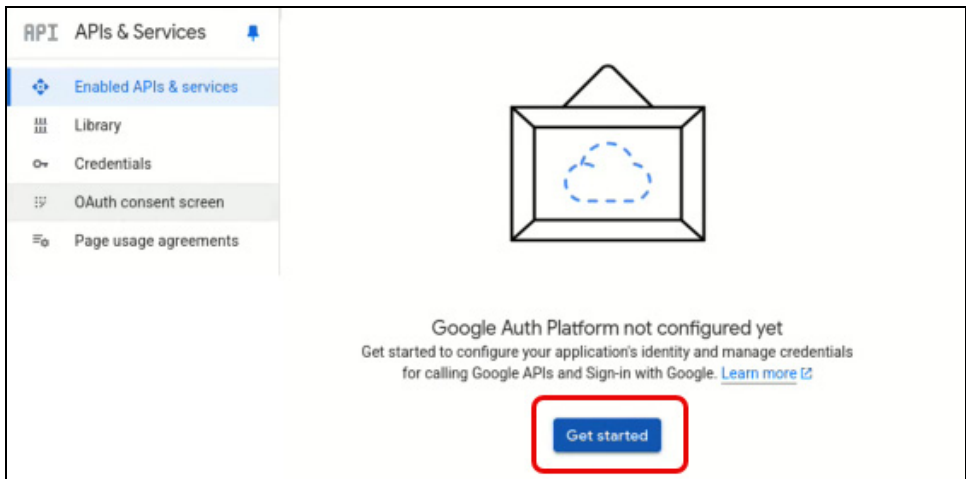 API APIs & Services
Enabled APIs & services
Library
Credentials
OAuth consent screen
Page usage agreements
Google Auth Platform not configured yet
Get started to configure your application's identity and manage credentials
for calling Google APIs and Sign-in with Google. Learn more
Get started